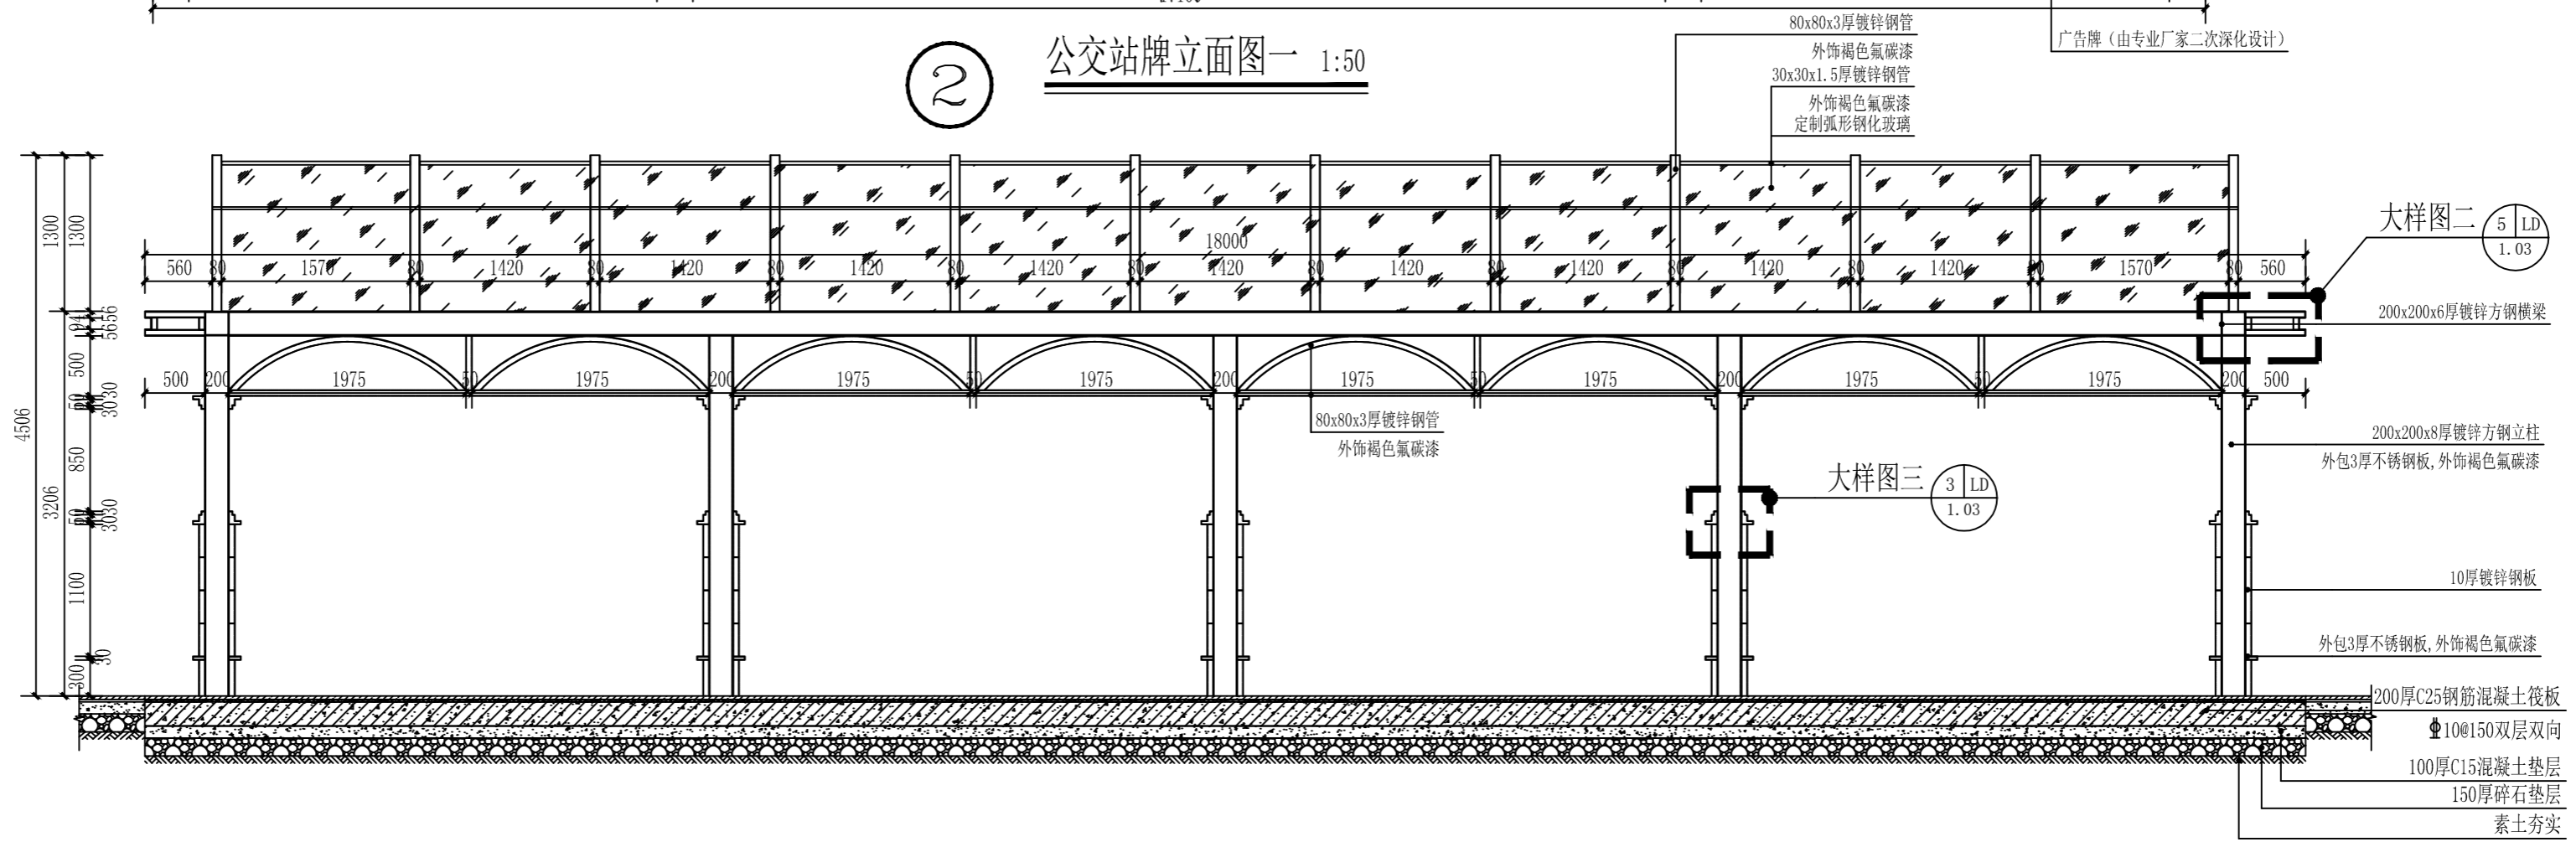 80x80x3厚镀锌钢管
外饰褐色氟碳漆
30x30x1.5厚镀锌钢管
外饰褐色氟碳漆
定制弧形钢化玻璃
广告牌（由专业厂家二次深化设计）
2
公交站牌立面图一 1:50
大样图二
5 LD
1.03
18000
560 80 1570 80 1420 80 1420 80 1420 80 1420 80 1420 80 1420 80 1420 80 1420 80 1420 80 1570 80 560
200x200x6厚镀锌方钢横梁
500 200 1975 50 1975 200 1975 50 1975 200 1975 50 1975 200 1975 50 1975 200 500
80x80x3厚镀锌钢管
外饰褐色氟碳漆
200x200x8厚镀锌方钢立柱
外包3厚不锈钢板,外饰褐色氟碳漆
大样图三
3 LD
1.03
10厚镀锌钢板
外包3厚不锈钢板,外饰褐色氟碳漆
4506
1300
3206
1300
56
94
56
500
30
50
30
850
30
50
30
1100
30
300
200厚C25钢筋混凝土筏板
10@150双层双向
100厚C15混凝土垫层
150厚碎石垫层
素土夯实